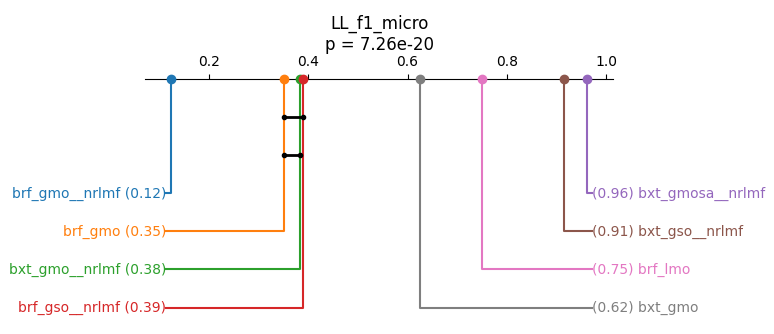 LL_f1_micro
p = 7.26e-20
0.2 0.4 0.6 0.8 1.0
brf_gmo__nrlmf (0.12) (0.96) bxt_gmosa__nrlmf
brf_gmo (0.35) (0.91) bxt_gso__nrlmf
bxt_gmo__nrlmf (0.38) (0.75) brf_lmo
brf_gso__nrlmf (0.39) (0.62) bxt_gmo